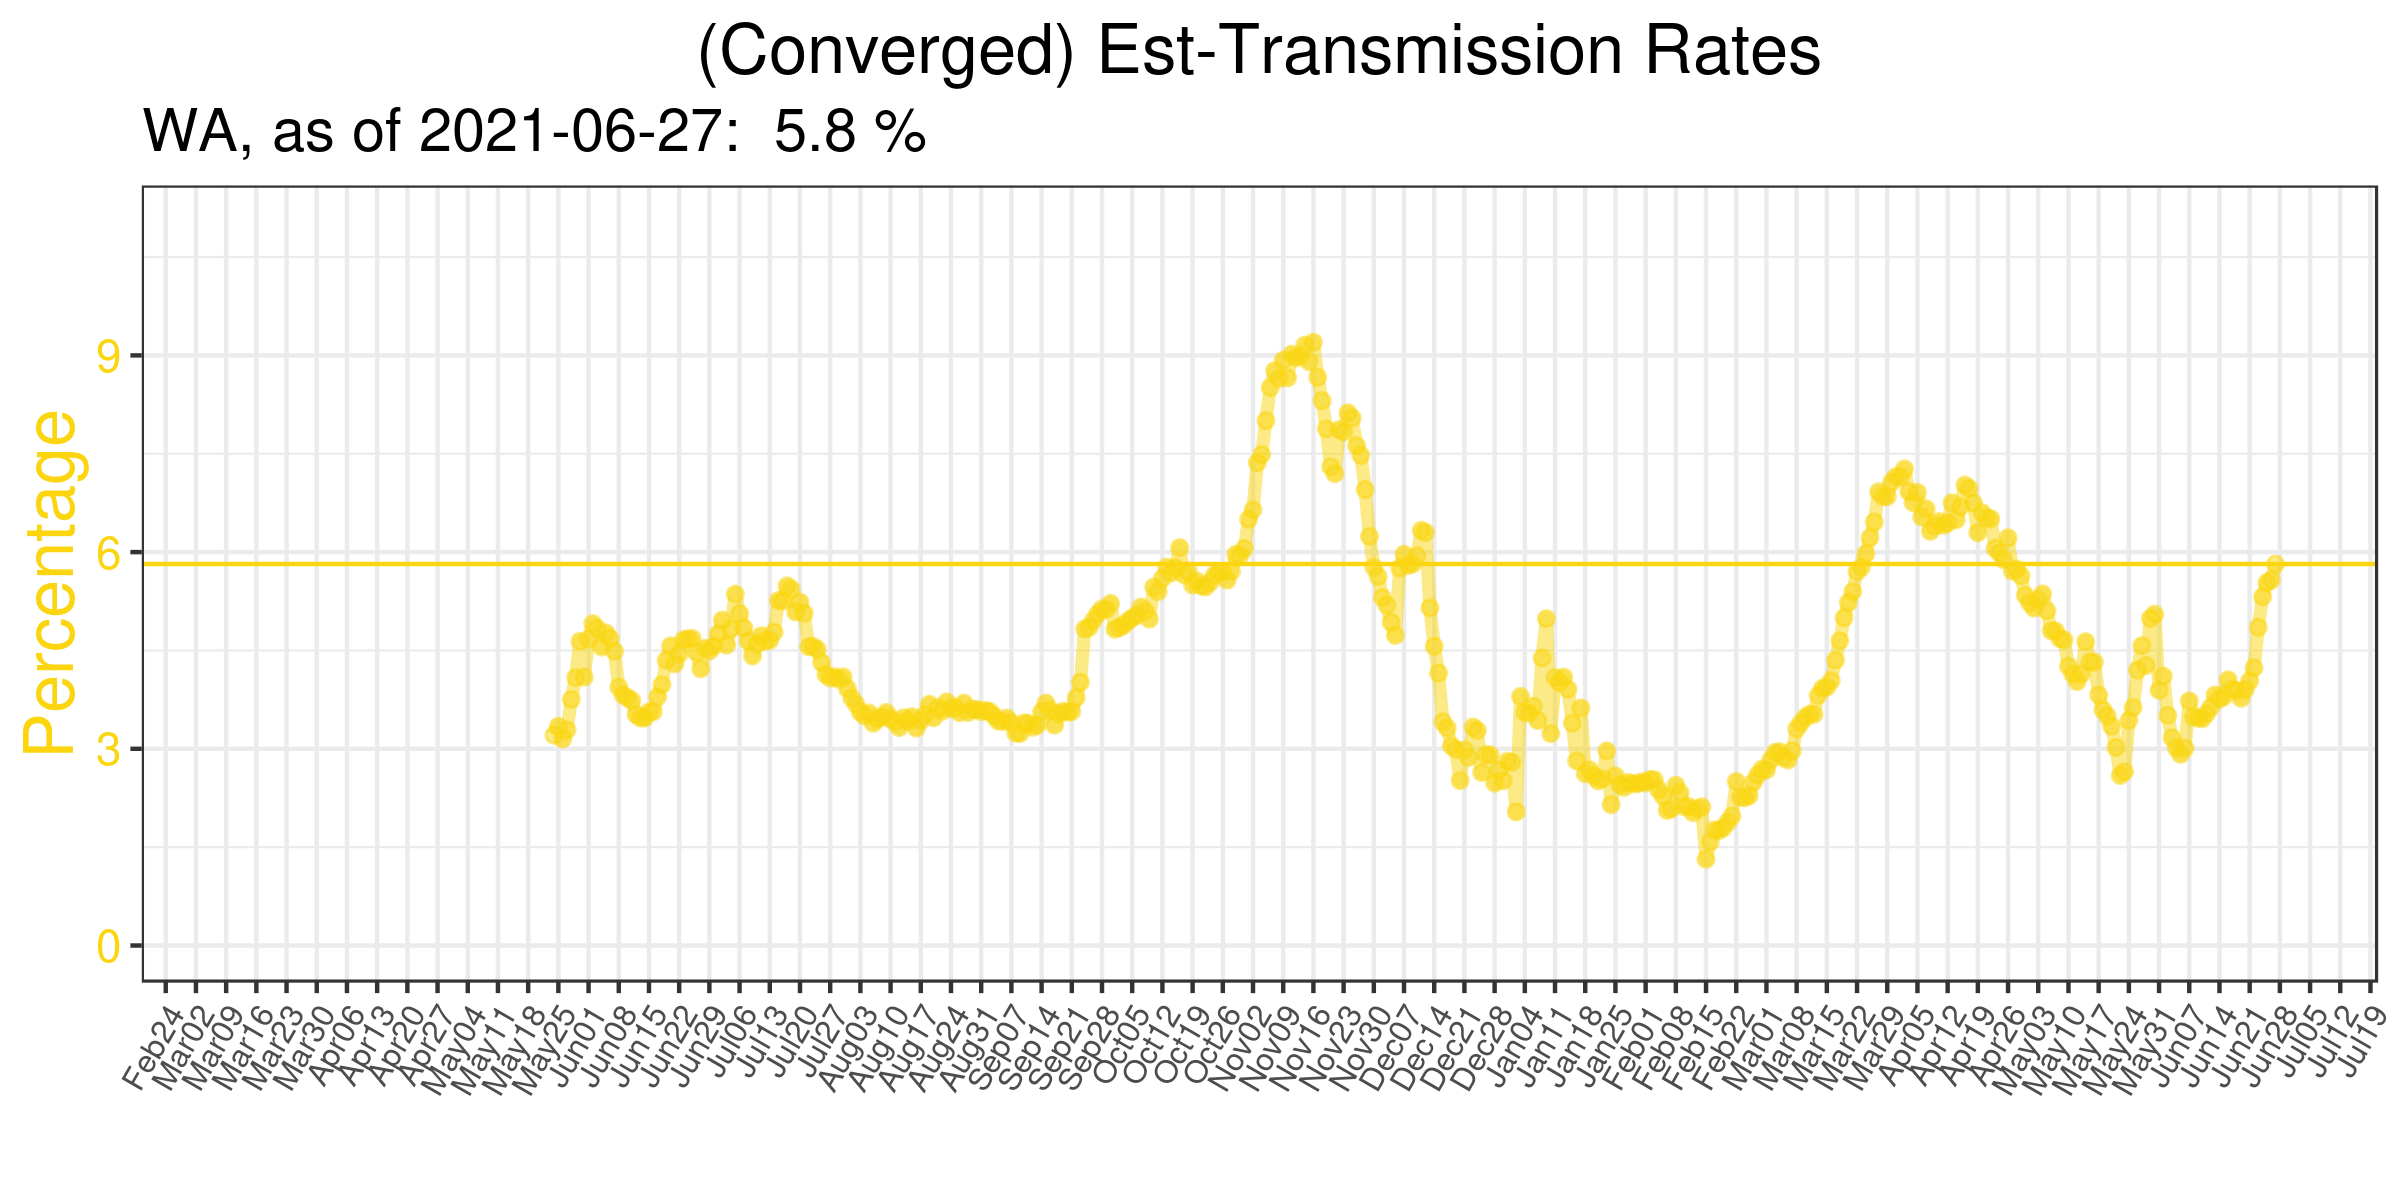 (Converged) Est-Transmission Rates
WA, as of 2021-06-27:  5.8 %
Percentage
9
6
3
0
Feb24
Mar02
Mar09
Mar16
Mar23
Mar30
Apr06
Apr13
Apr20
Apr27
May04
May11
May18
May25
Jun01
Jun08
Jun15
Jun22
Jun29
Jul06
Jul13
Jul20
Jul27
Aug03
Aug10
Aug17
Aug24
Aug31
Sep07
Sep14
Sep21
Sep28
Oct05
Oct12
Oct19
Oct26
Nov02
Nov09
Nov16
Nov23
Nov30
Dec07
Dec14
Dec21
Dec28
Jan04
Jan11
Jan18
Jan25
Feb01
Feb08
Feb15
Feb22
Mar01
Mar08
Mar15
Mar22
Mar29
Apr05
Apr12
Apr19
Apr26
May03
May10
May17
May24
May31
Jun07
Jun14
Jun21
Jun28
Jul05
Jul12
Jul19